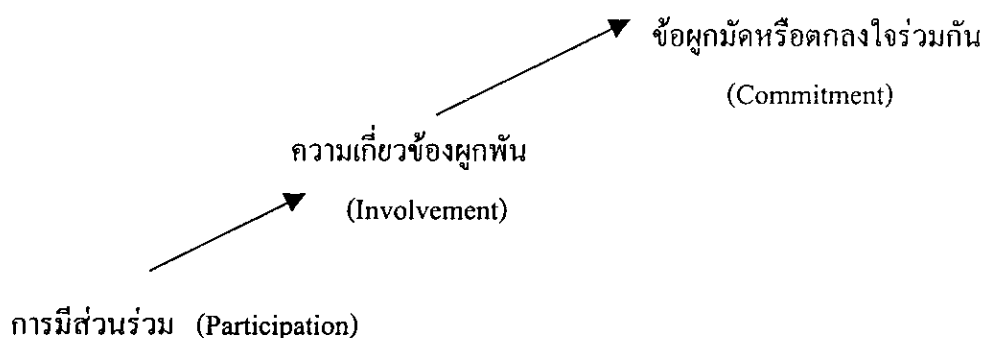 ข้อผูกมัดหรือตกลงใจร่วมกัน
(Commitment)
ความเกี่ยวข้องผูกพัน
(Involvement)
การมีส่วนร่วม (Participation)